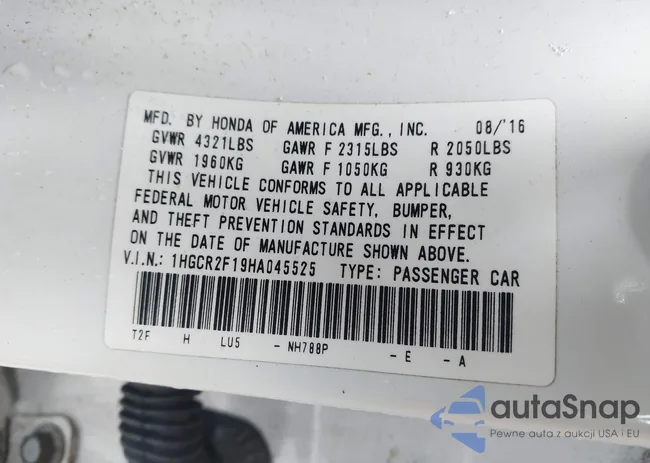 MFD. BY HONDA OF AMERICA MFG., INC. 08/'16
GVWR 4321LBS GAWR F 2315LBS R 2050LBS
GVWR 1960KG GAWR F 1050KG R 930KG
THIS VEHICLE CONFORMS TO ALL APPLICABLE
FEDERAL MOTOR VEHICLE SAFETY, BUMPER,
AND THEFT PREVENTION STANDARDS IN EFFECT
ON THE DATE OF MANUFACTURE SHOWN ABOVE.
V.I.N.: 1HGCR2F19HA045525 TYPE: PASSENGER CAR
T2F H LU5 - NH788P - E - A
autaSnap
Pewne auta z aukcji USA i EU